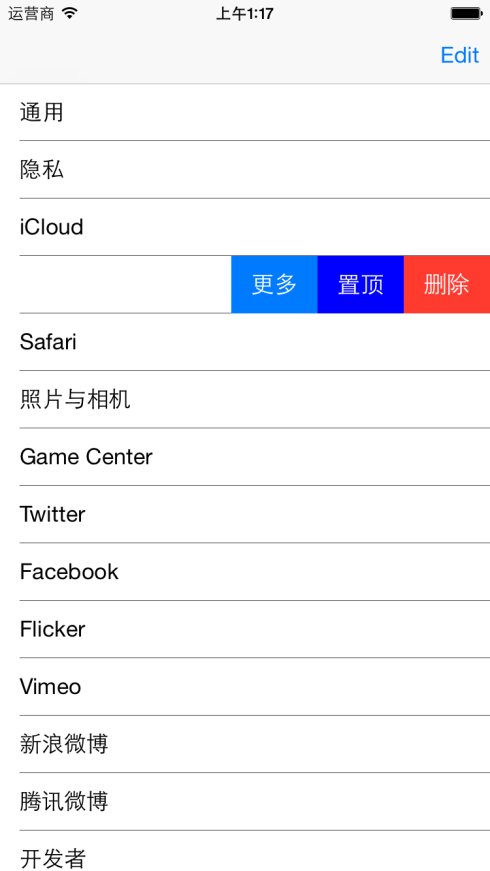 运营商 上午1:17
Edit
通用
隐私
iCloud
更多 置顶 删除
Safari
照片与相机
Game Center
Twitter
Facebook
Flicker
Vimeo
新浪微博
腾讯微博
开发者